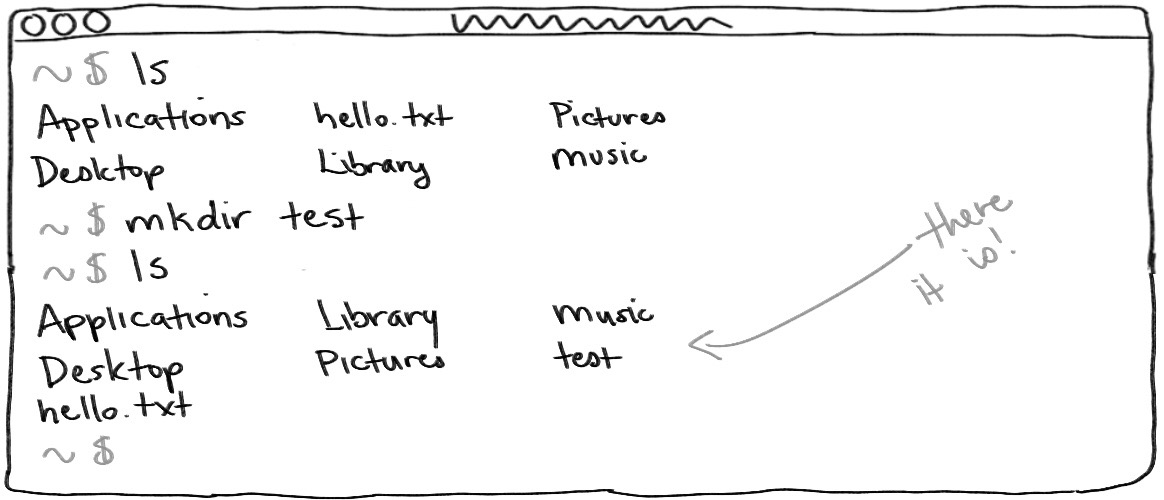 ~ $ ls
Applications hello.txt Pictures
Desktop Library music
~ $ mkdir test
~ $ ls
Applications Library music
Desktop Pictures test
hello.txt
~ $
there
it is!